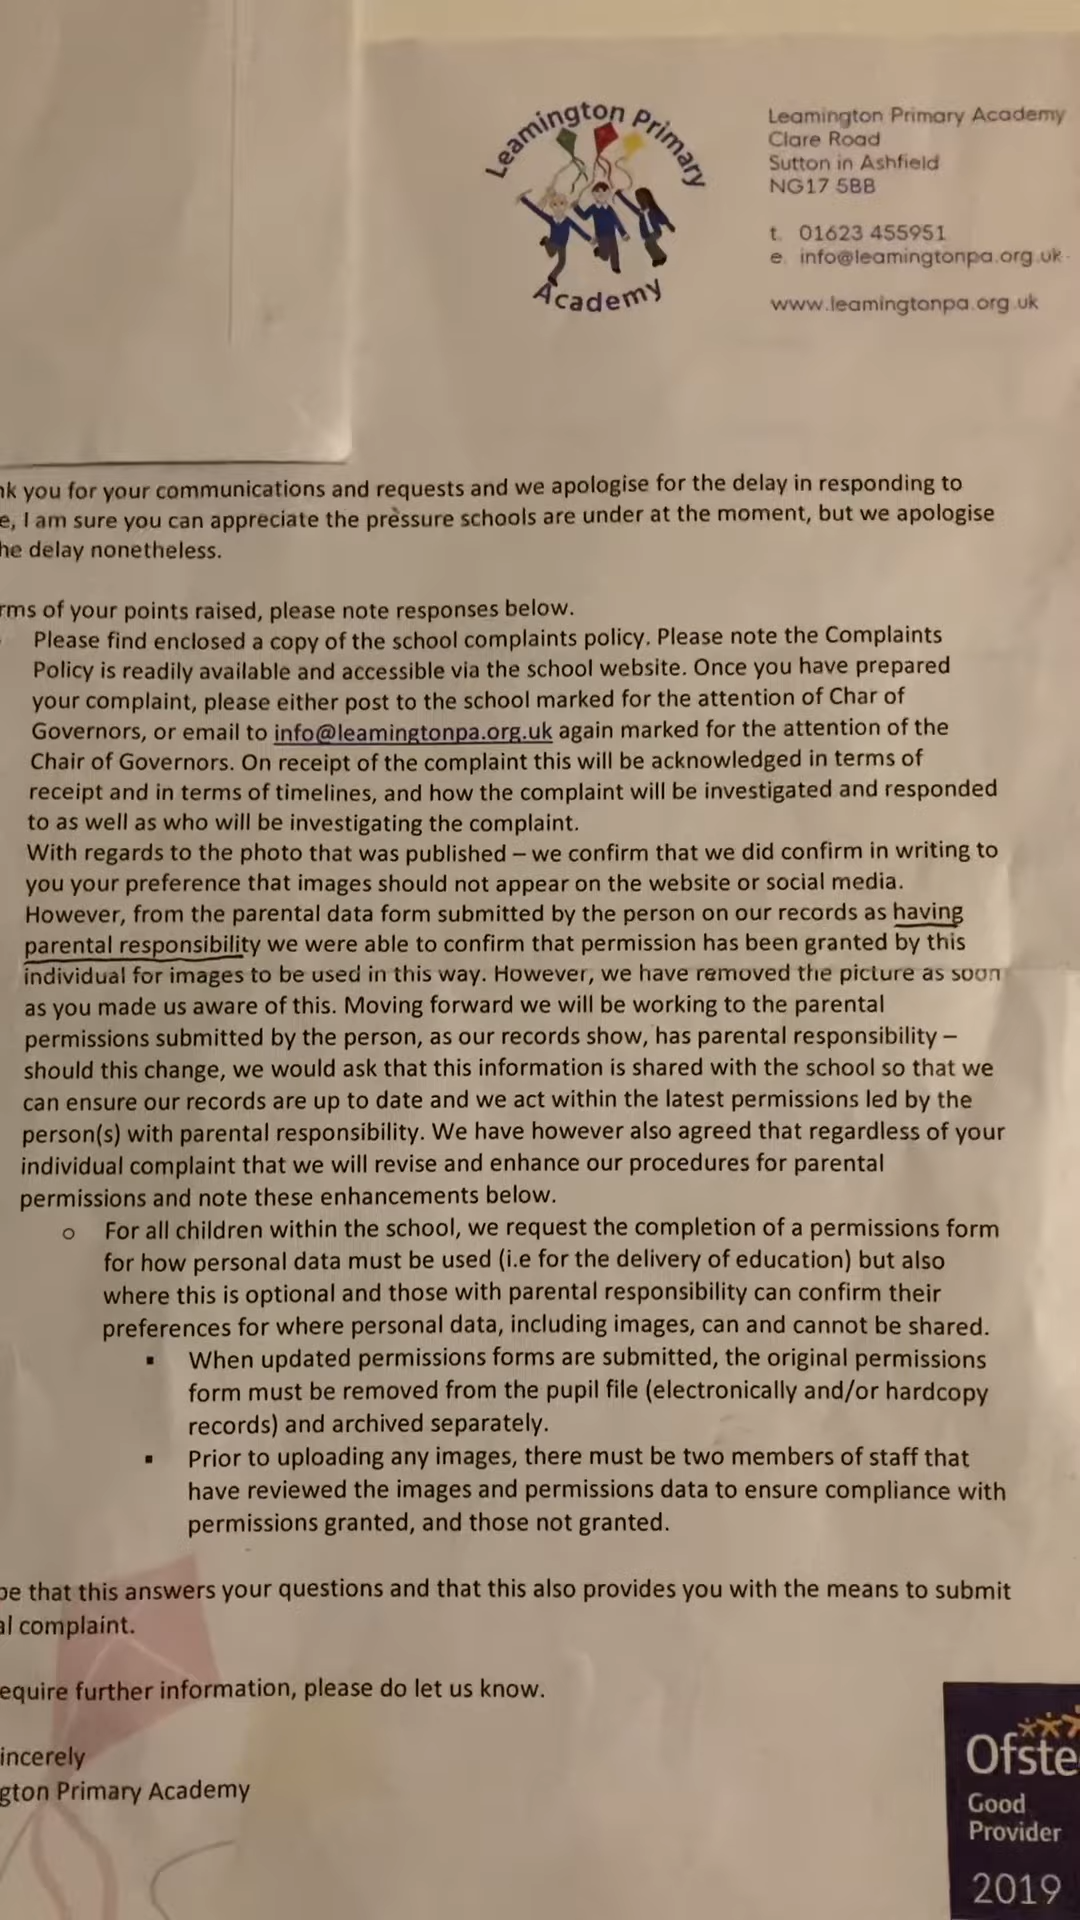 Leamington Primary
Academy
Leamington Primary Academy
Clare Road
Sutton in Ashfield
NG17 5BB
t. 01623 455951
e. info@leamingtonpa.org.uk
www.leamingtonpa.org.uk
nk you for your communications and requests and we apologise for the delay in responding to
e, I am sure you can appreciate the pressure schools are under at the moment, but we apologise
he delay nonetheless.
rms of your points raised, please note responses below.
Please find enclosed a copy of the school complaints policy. Please note the Complaints
Policy is readily available and accessible via the school website. Once you have prepared
your complaint, please either post to the school marked for the attention of Char of
Governors, or email to info@leamingtonpa.org.uk again marked for the attention of the
Chair of Governors. On receipt of the complaint this will be acknowledged in terms of
receipt and in terms of timelines, and how the complaint will be investigated and responded
to as well as who will be investigating the complaint.
With regards to the photo that was published – we confirm that we did confirm in writing to
you your preference that images should not appear on the website or social media.
However, from the parental data form submitted by the person on our records as having
parental responsibility we were able to confirm that permission has been granted by this
individual for images to be used in this way. However, we have removed the picture as soon
as you made us aware of this. Moving forward we will be working to the parental
permissions submitted by the person, as our records show, has parental responsibility –
should this change, we would ask that this information is shared with the school so that we
can ensure our records are up to date and we act within the latest permissions led by the
person(s) with parental responsibility. We have however also agreed that regardless of your
individual complaint that we will revise and enhance our procedures for parental
permissions and note these enhancements below.
o For all children within the school, we request the completion of a permissions form
for how personal data must be used (i.e for the delivery of education) but also
where this is optional and those with parental responsibility can confirm their
preferences for where personal data, including images, can and cannot be shared.
▪ When updated permissions forms are submitted, the original permissions
form must be removed from the pupil file (electronically and/or hardcopy
records) and archived separately.
▪ Prior to uploading any images, there must be two members of staff that
have reviewed the images and permissions data to ensure compliance with
permissions granted, and those not granted.
pe that this answers your questions and that this also provides you with the means to submit
al complaint.
equire further information, please do let us know.
incerely
gton Primary Academy
Ofste
Good
Provider
2019